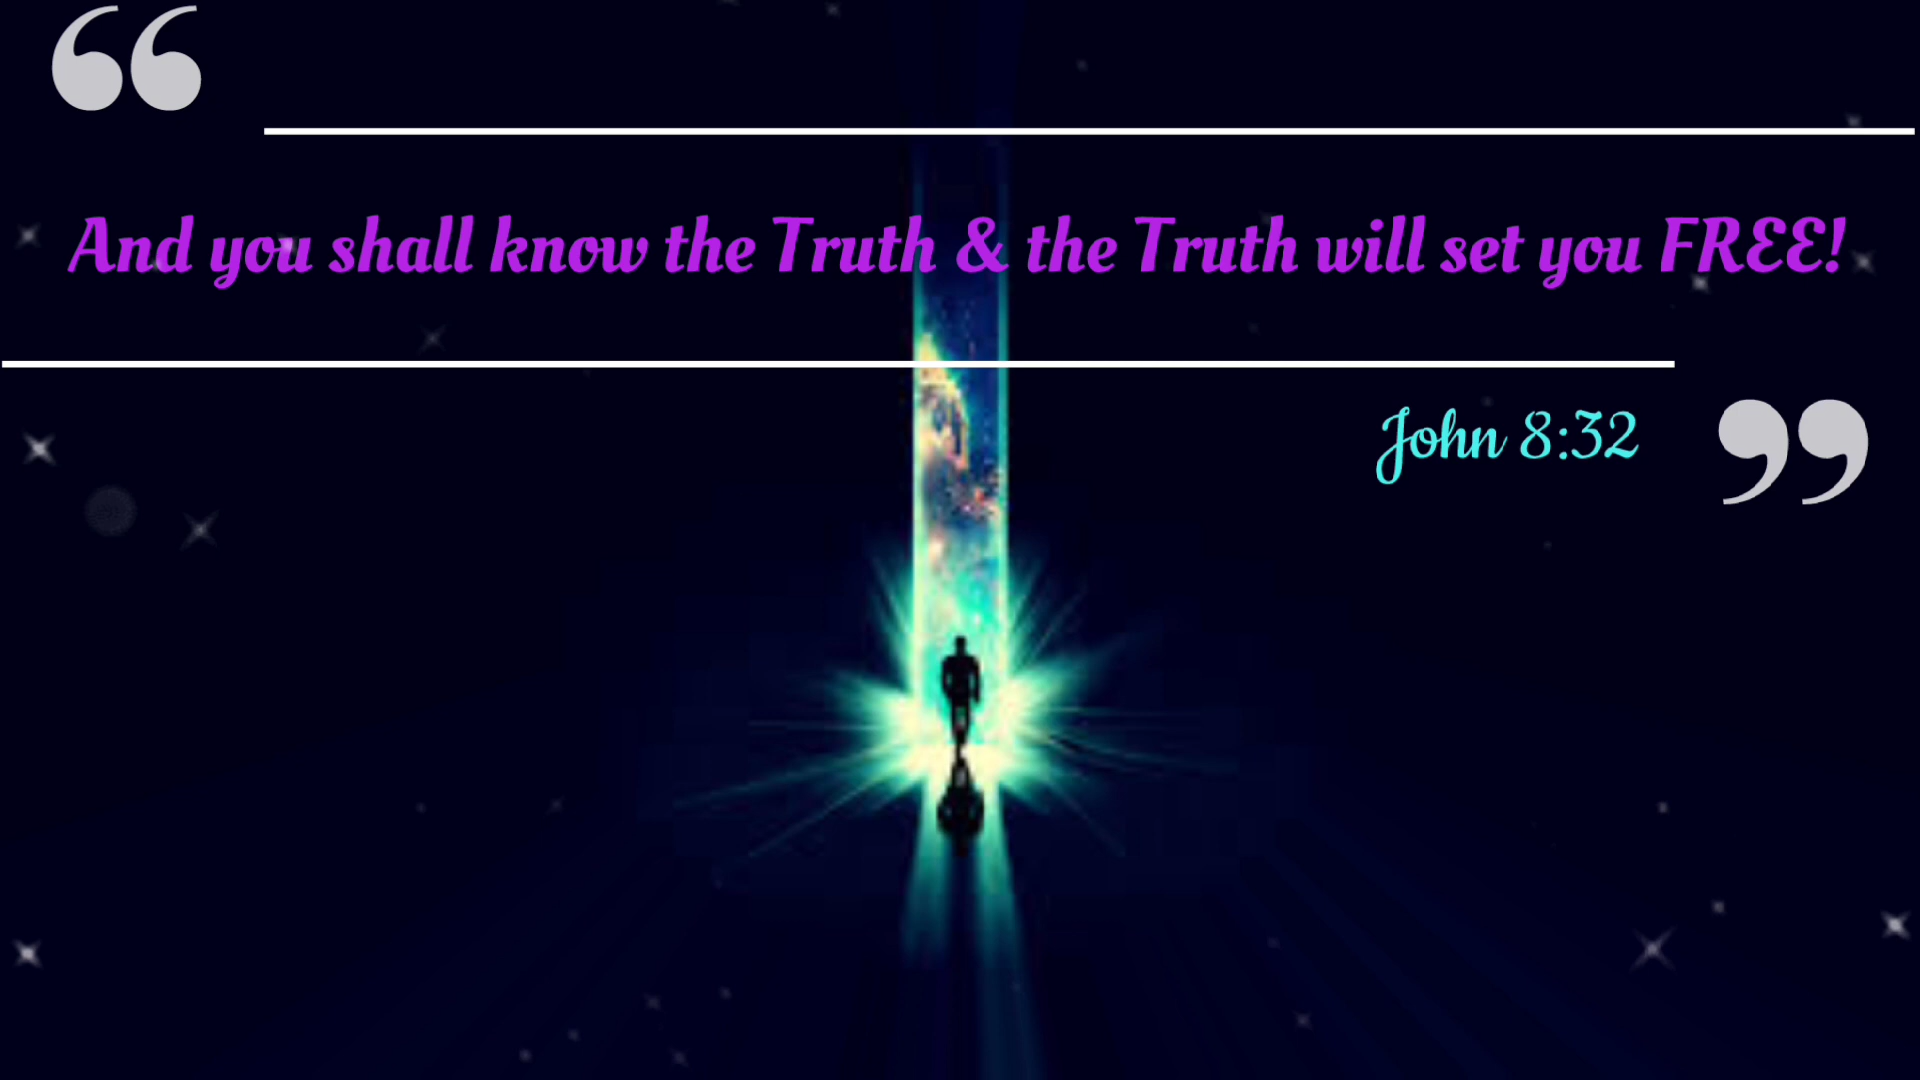 “
And you shall know the Truth & the Truth will set you FREE!
John 8:32 ”